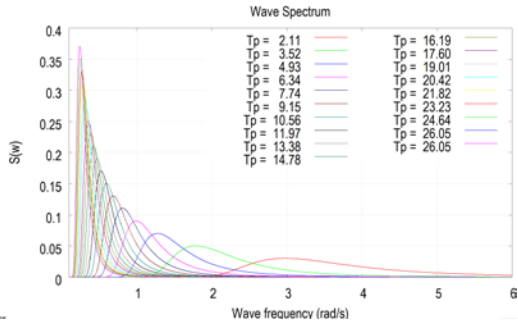 Wave Spectrum
0.4
0.35
0.3
0.25
0.2
0.15
0.1
0.05
0
S(w)
Tp = 2.11
Tp = 3.52
Tp = 4.93
Tp = 6.34
Tp = 7.74
Tp = 9.15
Tp = 10.56
Tp = 11.97
Tp = 13.38
Tp = 14.78
Tp = 16.19
Tp = 17.60
Tp = 19.01
Tp = 20.42
Tp = 21.82
Tp = 23.23
Tp = 24.64
Tp = 26.05
Tp = 26.05
1 2 3 4 5 6
Wave frequency (rad/s)